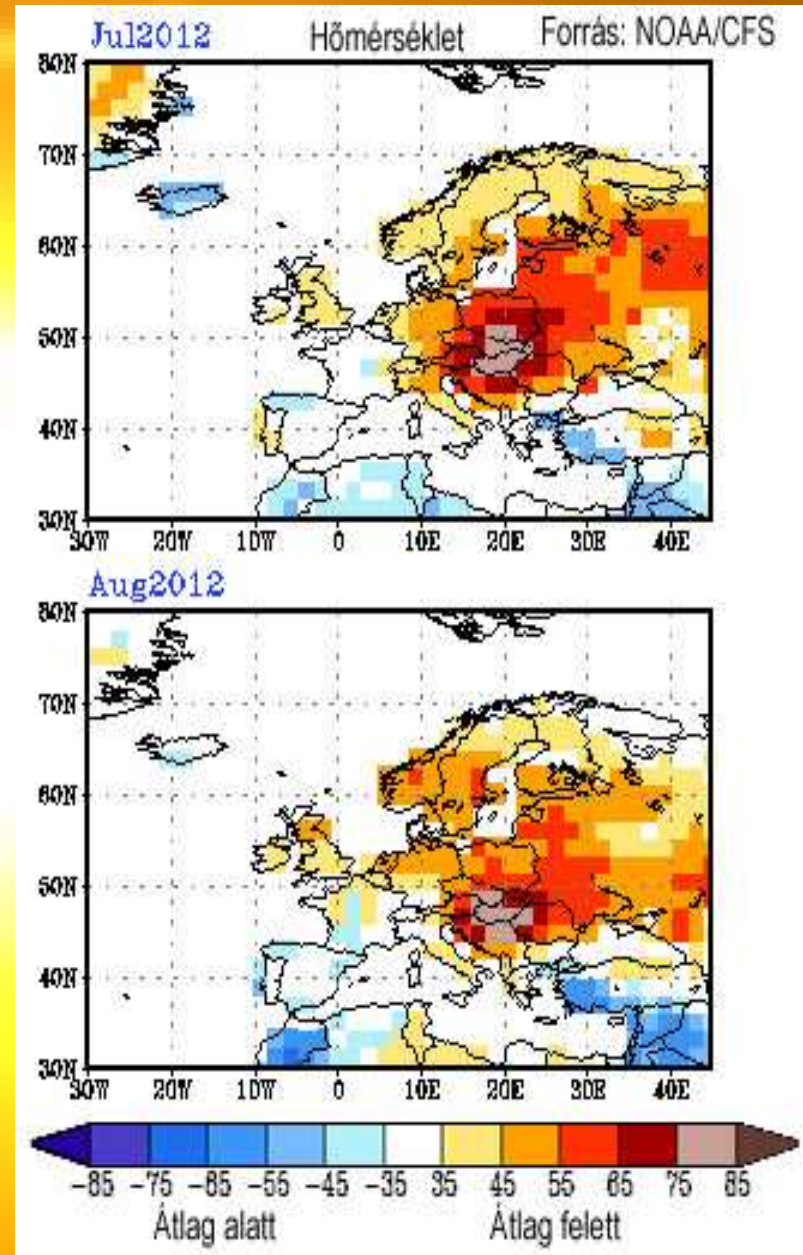 Jul2012 Hőmérséklet Forrás: NOAA/CFS
80N
70N
60N
50N
40N
30N
30W 20W 10W 0 10E 20E 30E 40E
Aug2012
80N
70N
60N
50N
40N
30N
30W 20W 10W 0 10E 20E 30E 40E
-85 -75 -65 -55 -45 -35 35 45 55 65 75 85
Átlag alatt Átlag felett